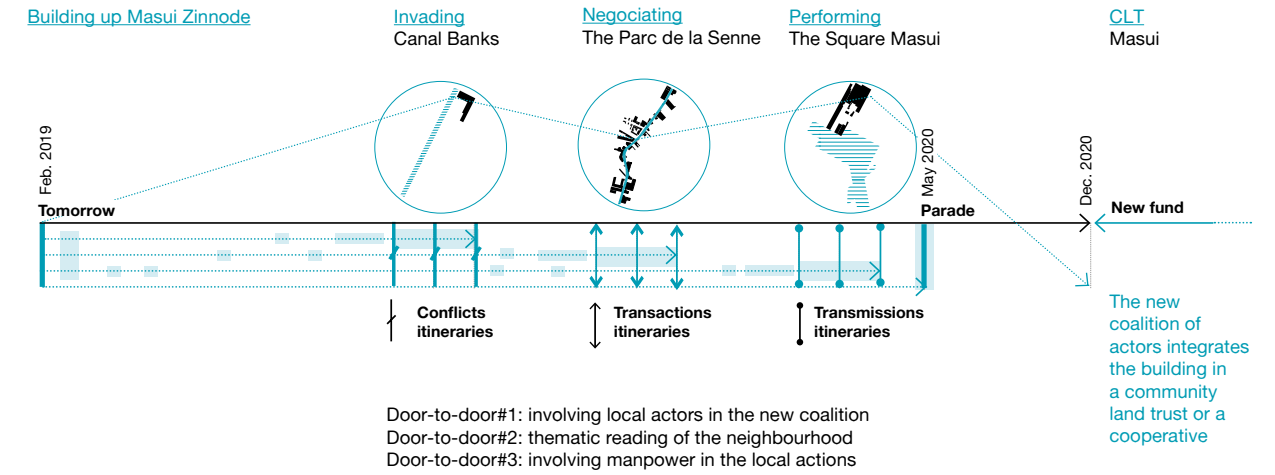 Building up Masui Zinnode
Invading
Canal Banks
Negociating
The Parc de la Senne
Performing
The Square Masui
CLT
Masui
Feb. 2019
May 2020
Dec. 2020
Tomorrow
Parade
New fund
Conflicts
itineraries
Transactions
itineraries
Transmissions
itineraries
The new
coalition of
actors integrates
the building in
a community
land trust or a
cooperative
Door-to-door#1: involving local actors in the new coalition
Door-to-door#2: thematic reading of the neighbourhood
Door-to-door#3: involving manpower in the local actions